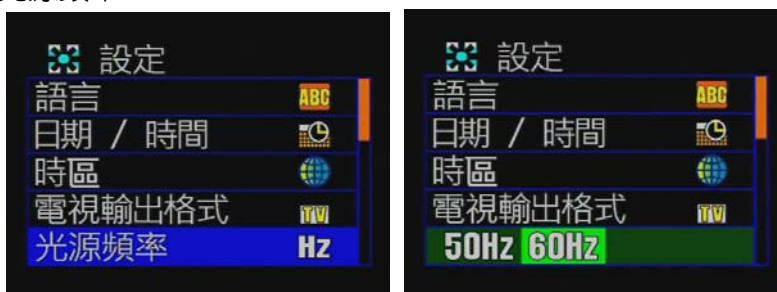 設定
語言 ABC
日期 / 時間
時區
電視輸出格式 TV
光源頻率 Hz
設定
語言 ABC
日期 / 時間
時區
電視輸出格式 TV
50Hz 60Hz